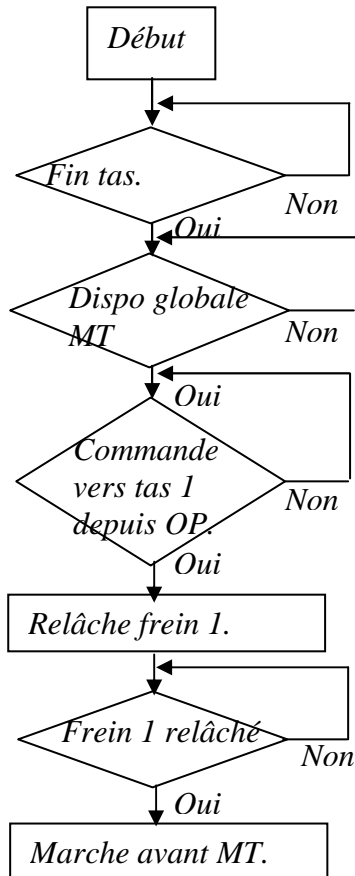 Début
Fin tas.
Non
Oui
Dispo globale
MT
Non
Oui
Commande
vers tas 1
depuis OP.
Non
Oui
Relâche frein 1.
Frein 1 relâché
Non
Oui
Marche avant MT.